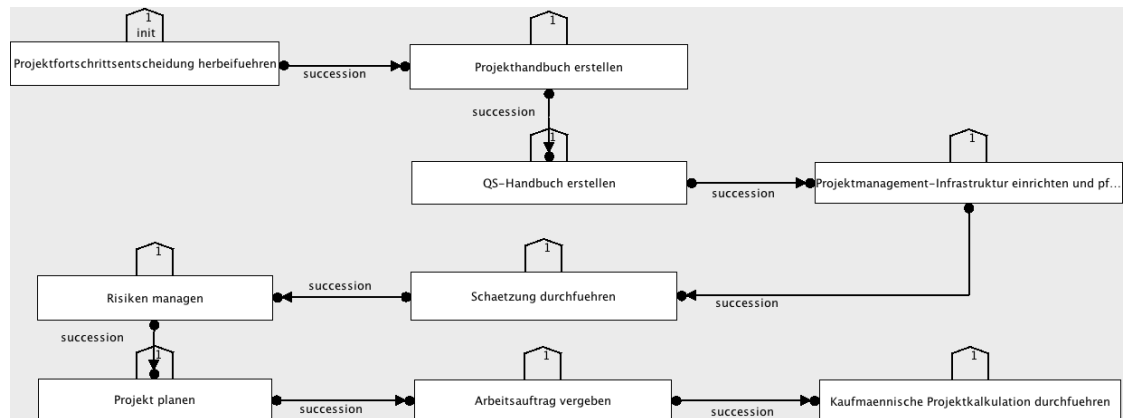 1
init
Projektfortschrittsentscheidung herbeifuehren
succession
1
Projekthandbuch erstellen
succession
1
QS-Handbuch erstellen
succession
1
Projektmanagement-Infrastruktur einrichten und pf...
succession
1
Schaetzung durchfuehren
succession
1
Risiken managen
succession
1
Projekt planen
succession
1
Arbeitsauftrag vergeben
succession
1
Kaufmaennische Projektkalkulation durchfuehren